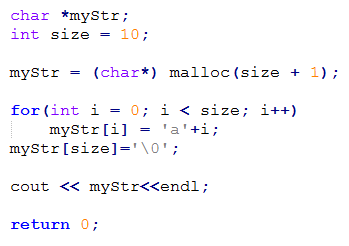 char *myStr;
int size = 10;
myStr = (char*) malloc(size + 1);
for(int i = 0; i < size; i++)
    myStr[i] = 'a'+i;
myStr[size]='\0';
cout << myStr<<endl;
return 0;